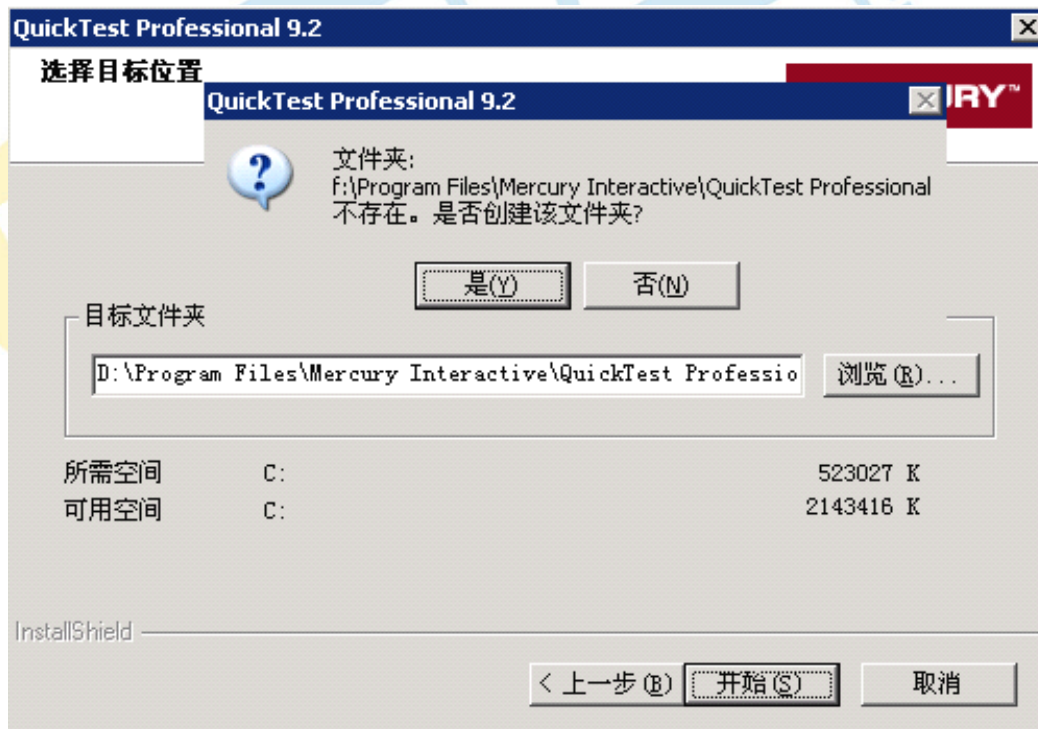 QuickTest Professional 9.2
选择目标位置
QuickTest Professional 9.2
URY™
文件夹:
f:\Program Files\Mercury Interactive\QuickTest Professional
不存在。是否创建该文件夹?
是(Y) 否(N)
目标文件夹
D:\Program Files\Mercury Interactive\QuickTest Professio 浏览(R)...
所需空间 C: 523027 K
可用空间 C: 2143416 K
InstallShield
< 上一步(B) 开始(S) 取消